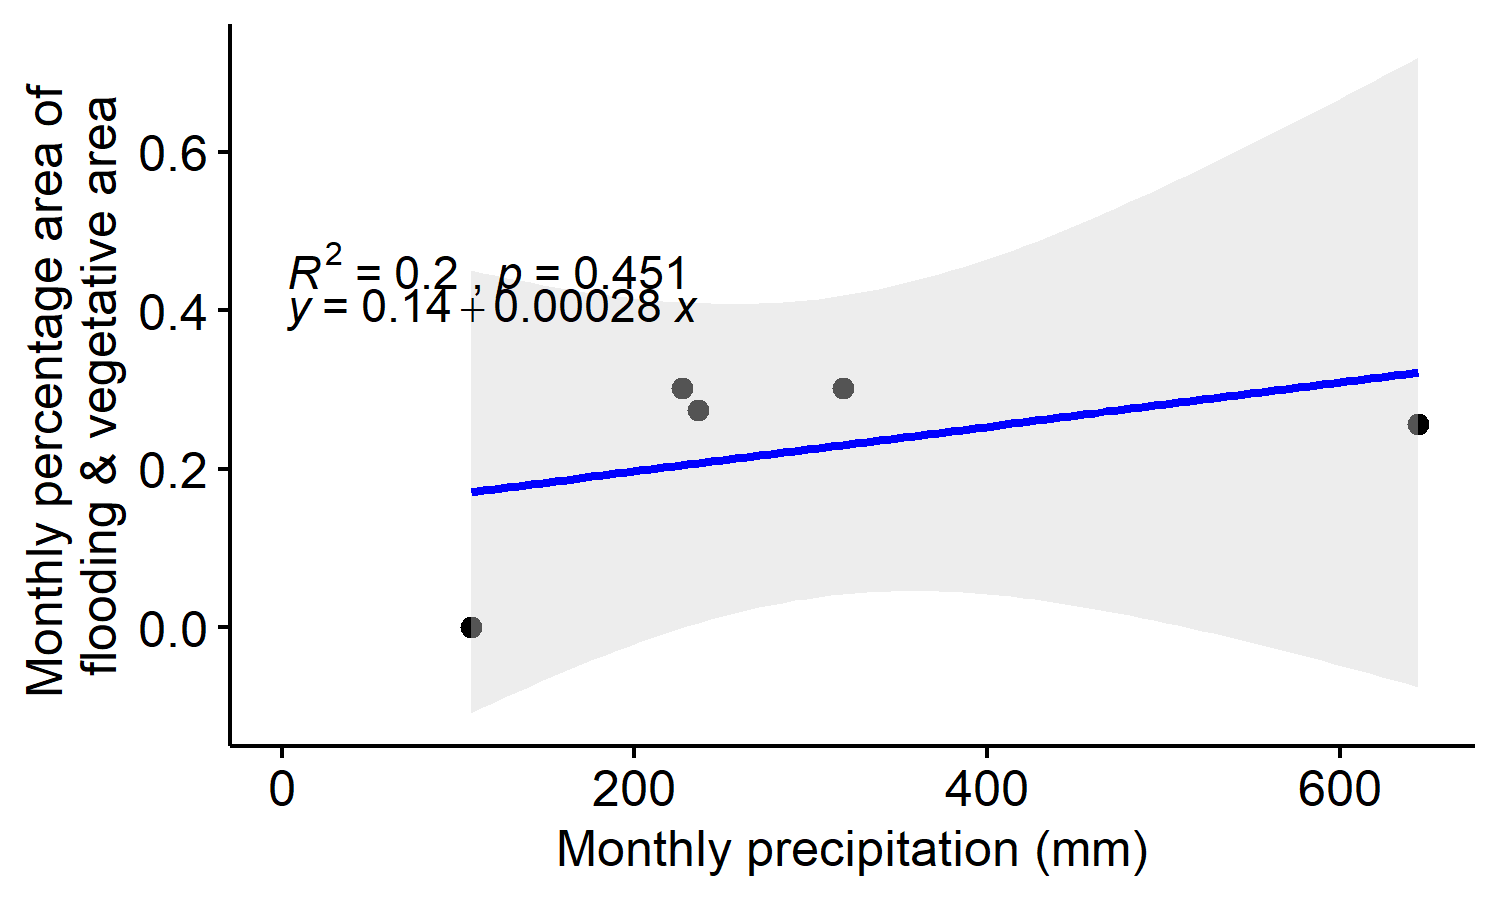 Monthly percentage area of
flooding & vegetative area
0.6
0.4
0.2
0.0
R² = 0.2 , p = 0.451
y = 0.14 + 0.00028 x
0 200 400 600
Monthly precipitation (mm)